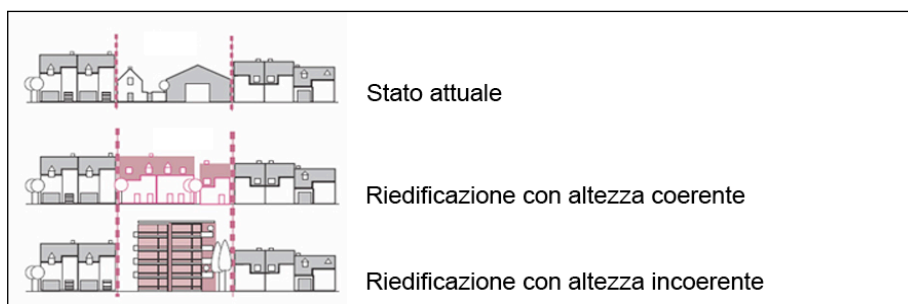 Stato attuale
Riedificazione con altezza coerente
Riedificazione con altezza incoerente